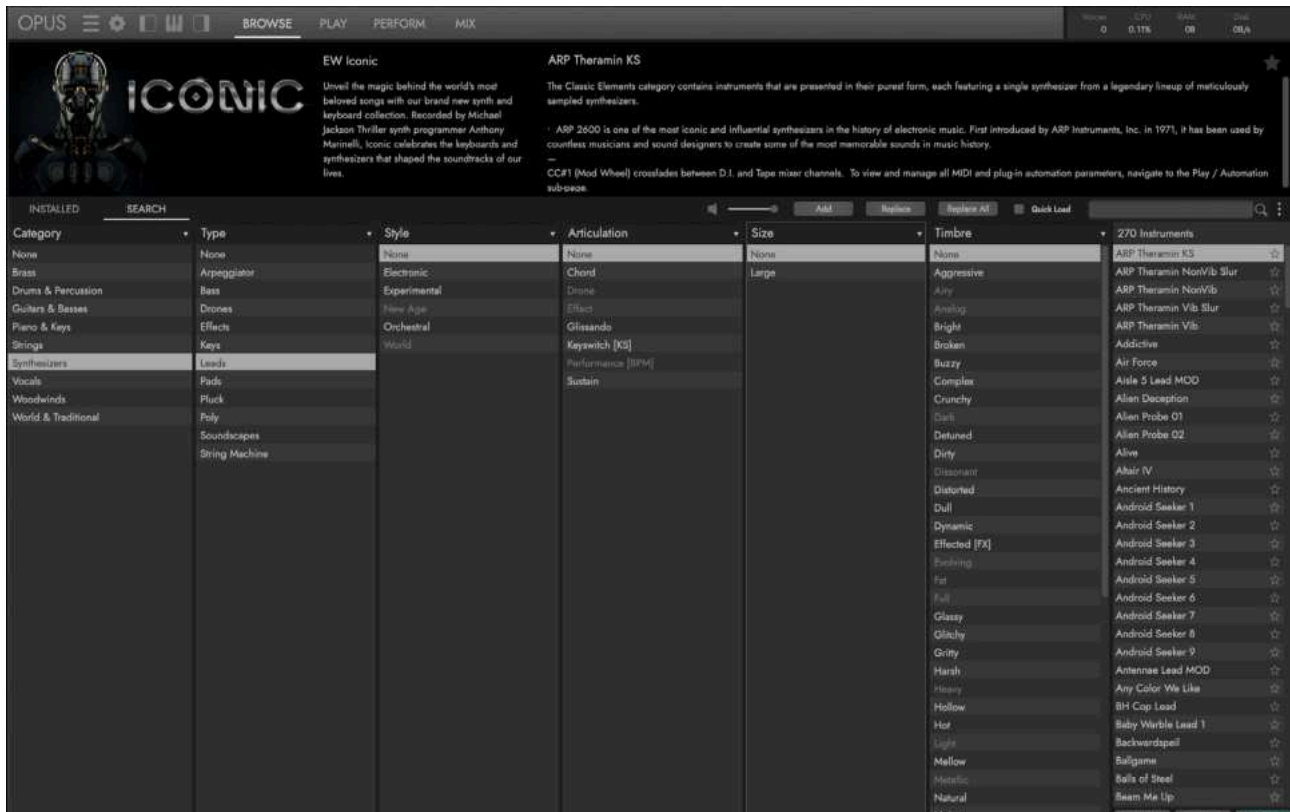 OPUS BROWSE PLAY PERFORM MIX
Voices CPU RAM Disk
0 0.11% 0B 0B/s
ICONIC
EW Iconic
Unveil the magic behind the world's most
beloved songs with our brand new synth and
keyboard collection. Recorded by Michael
Jackson Thriller synth programmer Anthony
Marinelli, Iconic celebrates the keyboards and
synthesizers that shaped the soundtracks of our
lives.
ARP Theramin KS
The Classic Elements category contains instruments that are presented in their purest form, each featuring a single synthesizer from a legendary lineup of meticulously
sampled synthesizers.
· ARP 2600 is one of the most iconic and influential synthesizers in the history of electronic music. First introduced by ARP Instruments, Inc. in 1971, it has been used by
countless musicians and sound designers to create some of the most memorable sounds in music history.
—
CC#1 (Mod Wheel) crossfades between D.I. and Tape mixer channels. To view and manage all MIDI and plug-in automation parameters, navigate to the Play / Automation
sub-page.
INSTALLED SEARCH
Add Replace Replace All Quick Load
Category
None
Brass
Drums & Percussion
Guitars & Basses
Piano & Keys
Strings
Synthesizers
Vocals
Woodwinds
World & Traditional
Type
None
Arpeggiator
Bass
Drones
Effects
Keys
Leads
Pads
Pluck
Poly
Soundscapes
String Machine
Style
None
Electronic
Experimental
New Age
Orchestral
World
Articulation
None
Chord
Drone
Effect
Glissando
Keyswitch [KS]
Performance [BPM]
Sustain
Size
None
Large
Timbre
None
Aggressive
Airy
Analog
Bright
Broken
Buzzy
Complex
Crunchy
Dark
Detuned
Dirty
Dissonant
Distorted
Dull
Dynamic
Effected [FX]
Evolving
Fat
Full
Glassy
Glitchy
Gritty
Harsh
Heavy
Hollow
Hot
Light
Mellow
Metallic
Natural
270 Instruments
ARP Theramin KS
ARP Theramin NonVib Slur
ARP Theramin NonVib
ARP Theramin Vib Slur
ARP Theramin Vib
Addictive
Air Force
Aisle 5 Lead MOD
Alien Deception
Alien Probe 01
Alien Probe 02
Alive
Altair IV
Ancient History
Android Seeker 1
Android Seeker 2
Android Seeker 3
Android Seeker 4
Android Seeker 5
Android Seeker 6
Android Seeker 7
Android Seeker 8
Android Seeker 9
Antennae Lead MOD
Any Color We Like
BH Cop Lead
Baby Warble Lead 1
Backwardspeil
Ballgame
Balls of Steel
Beam Me Up